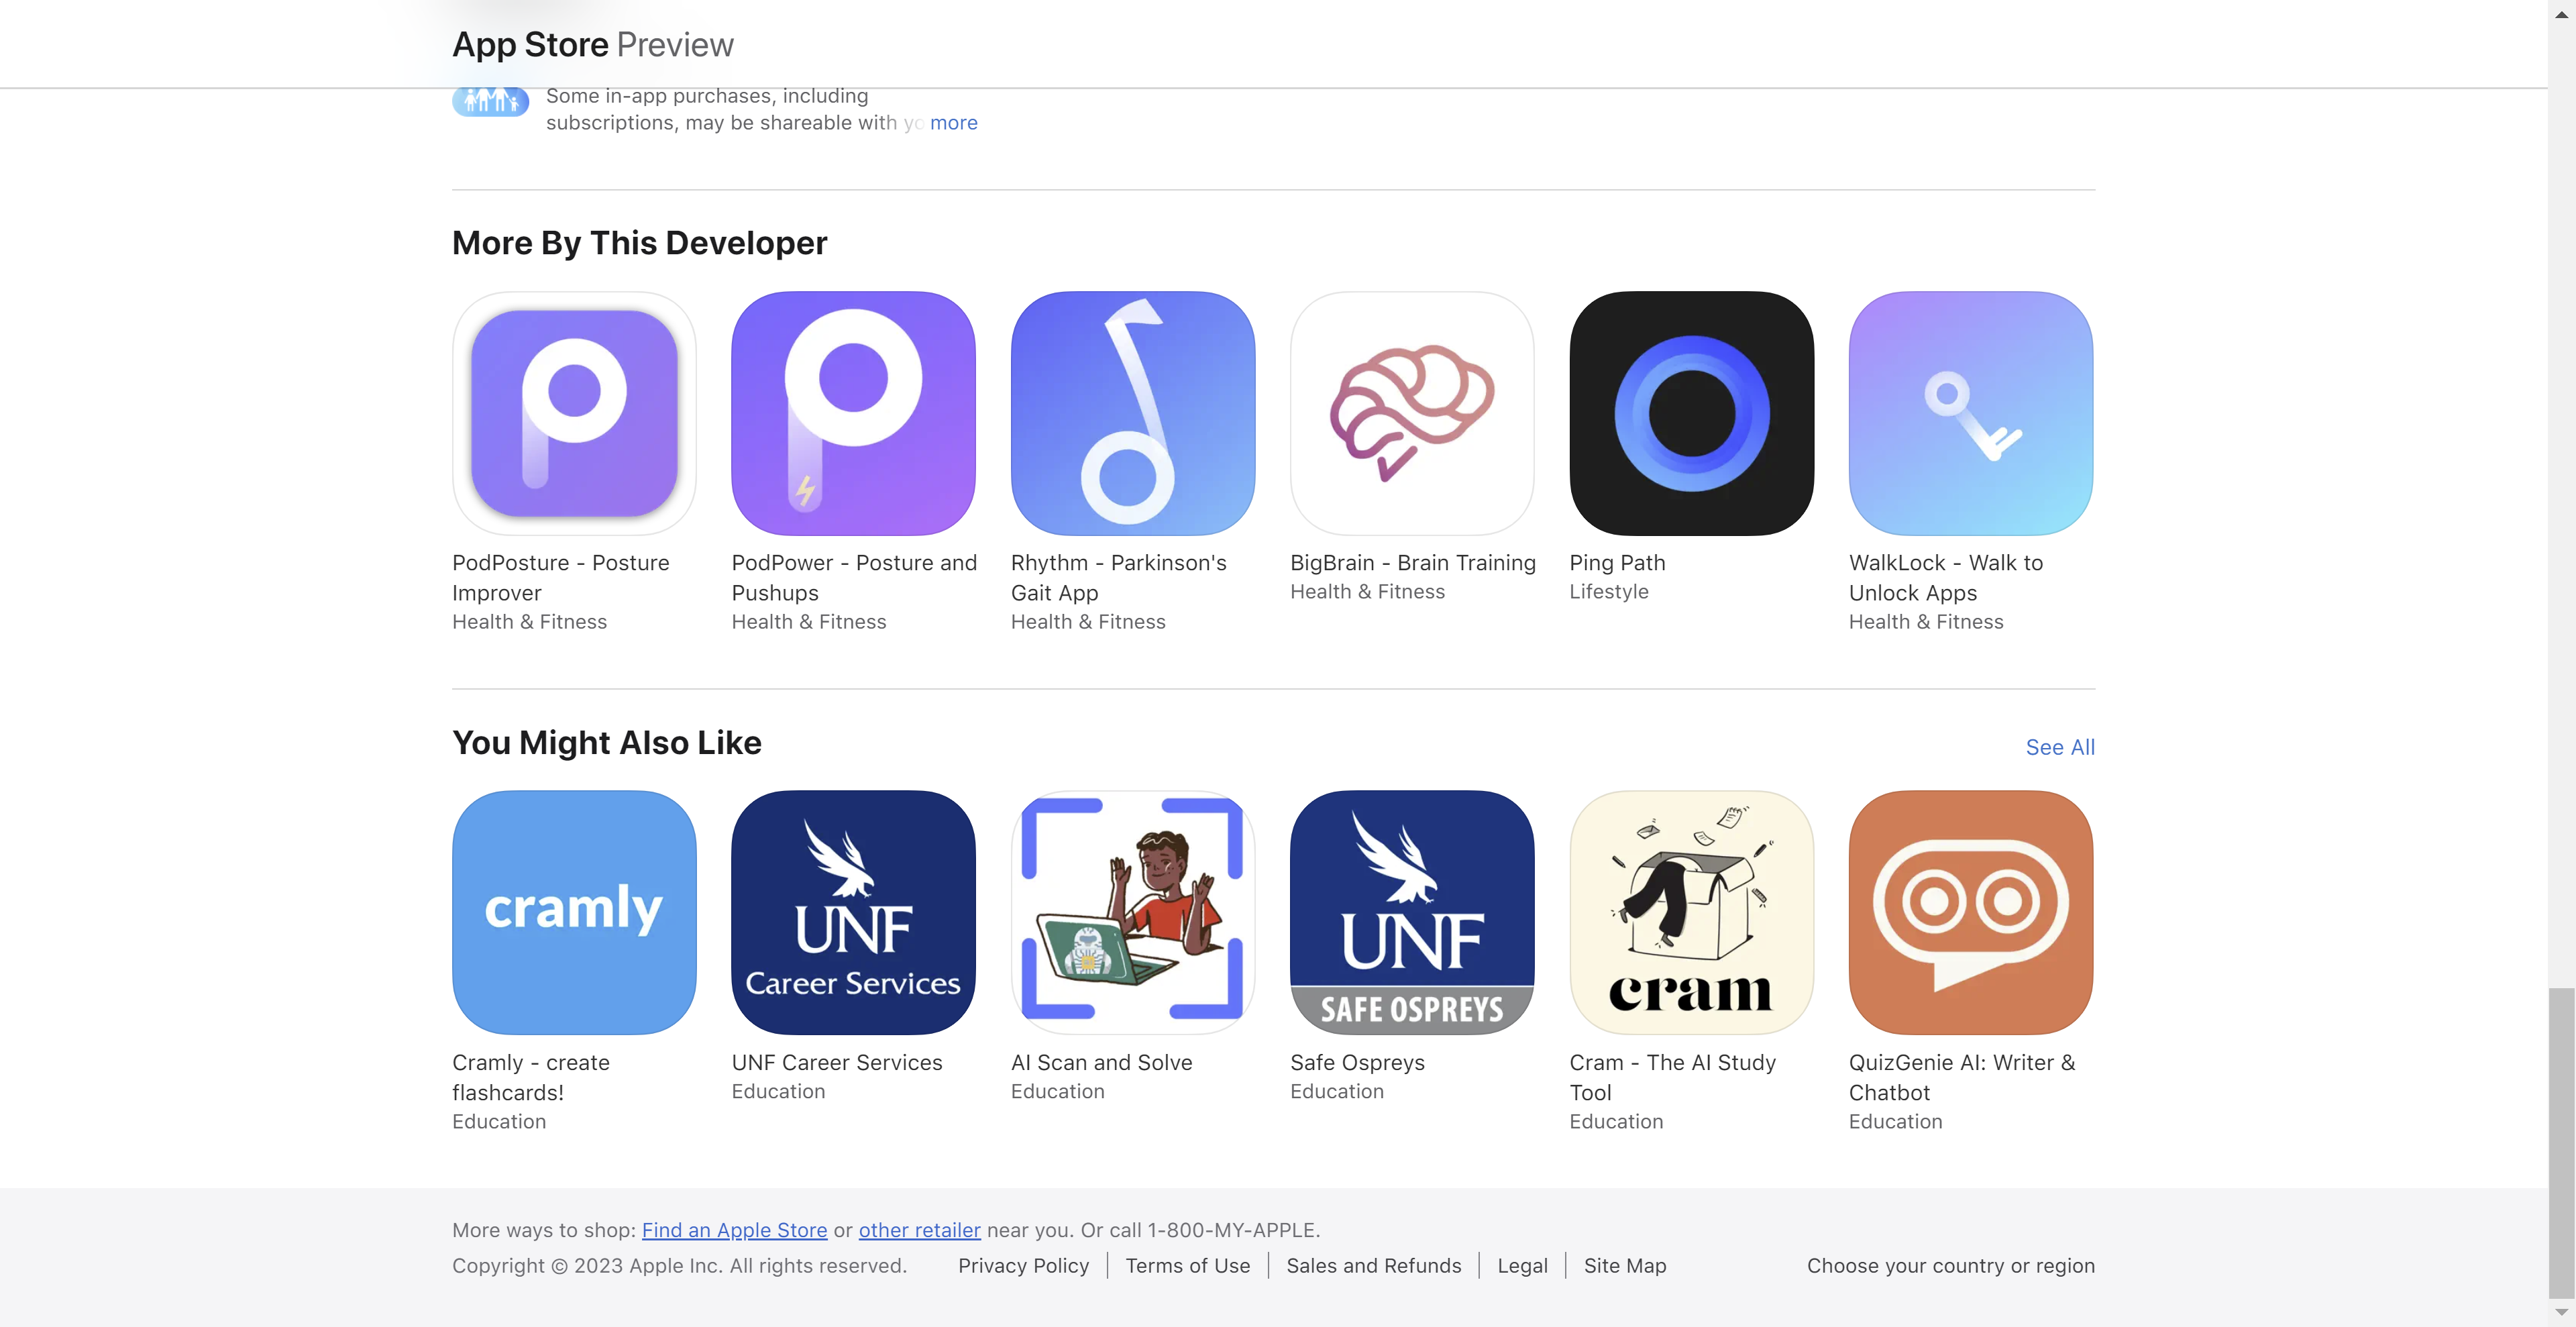 App Store Preview
Some in-app purchases, including
subscriptions, may be shareable with yo more
More By This Developer
PodPosture - Posture
Improver
Health & Fitness
PodPower - Posture and
Pushups
Health & Fitness
Rhythm - Parkinson's
Gait App
Health & Fitness
BigBrain - Brain Training
Health & Fitness
Ping Path
Lifestyle
WalkLock - Walk to
Unlock Apps
Health & Fitness
You Might Also Like
See All
cramly
UNF
Career Services
UNF
SAFE OSPREYS
cram
Cramly - create
flashcards!
Education
UNF Career Services
Education
AI Scan and Solve
Education
Safe Ospreys
Education
Cram - The AI Study
Tool
Education
QuizGenie AI: Writer &
Chatbot
Education
More ways to shop: Find an Apple Store or other retailer near you. Or call 1-800-MY-APPLE.
Copyright © 2023 Apple Inc. All rights reserved. Privacy Policy Terms of Use Sales and Refunds Legal Site Map Choose your country or region